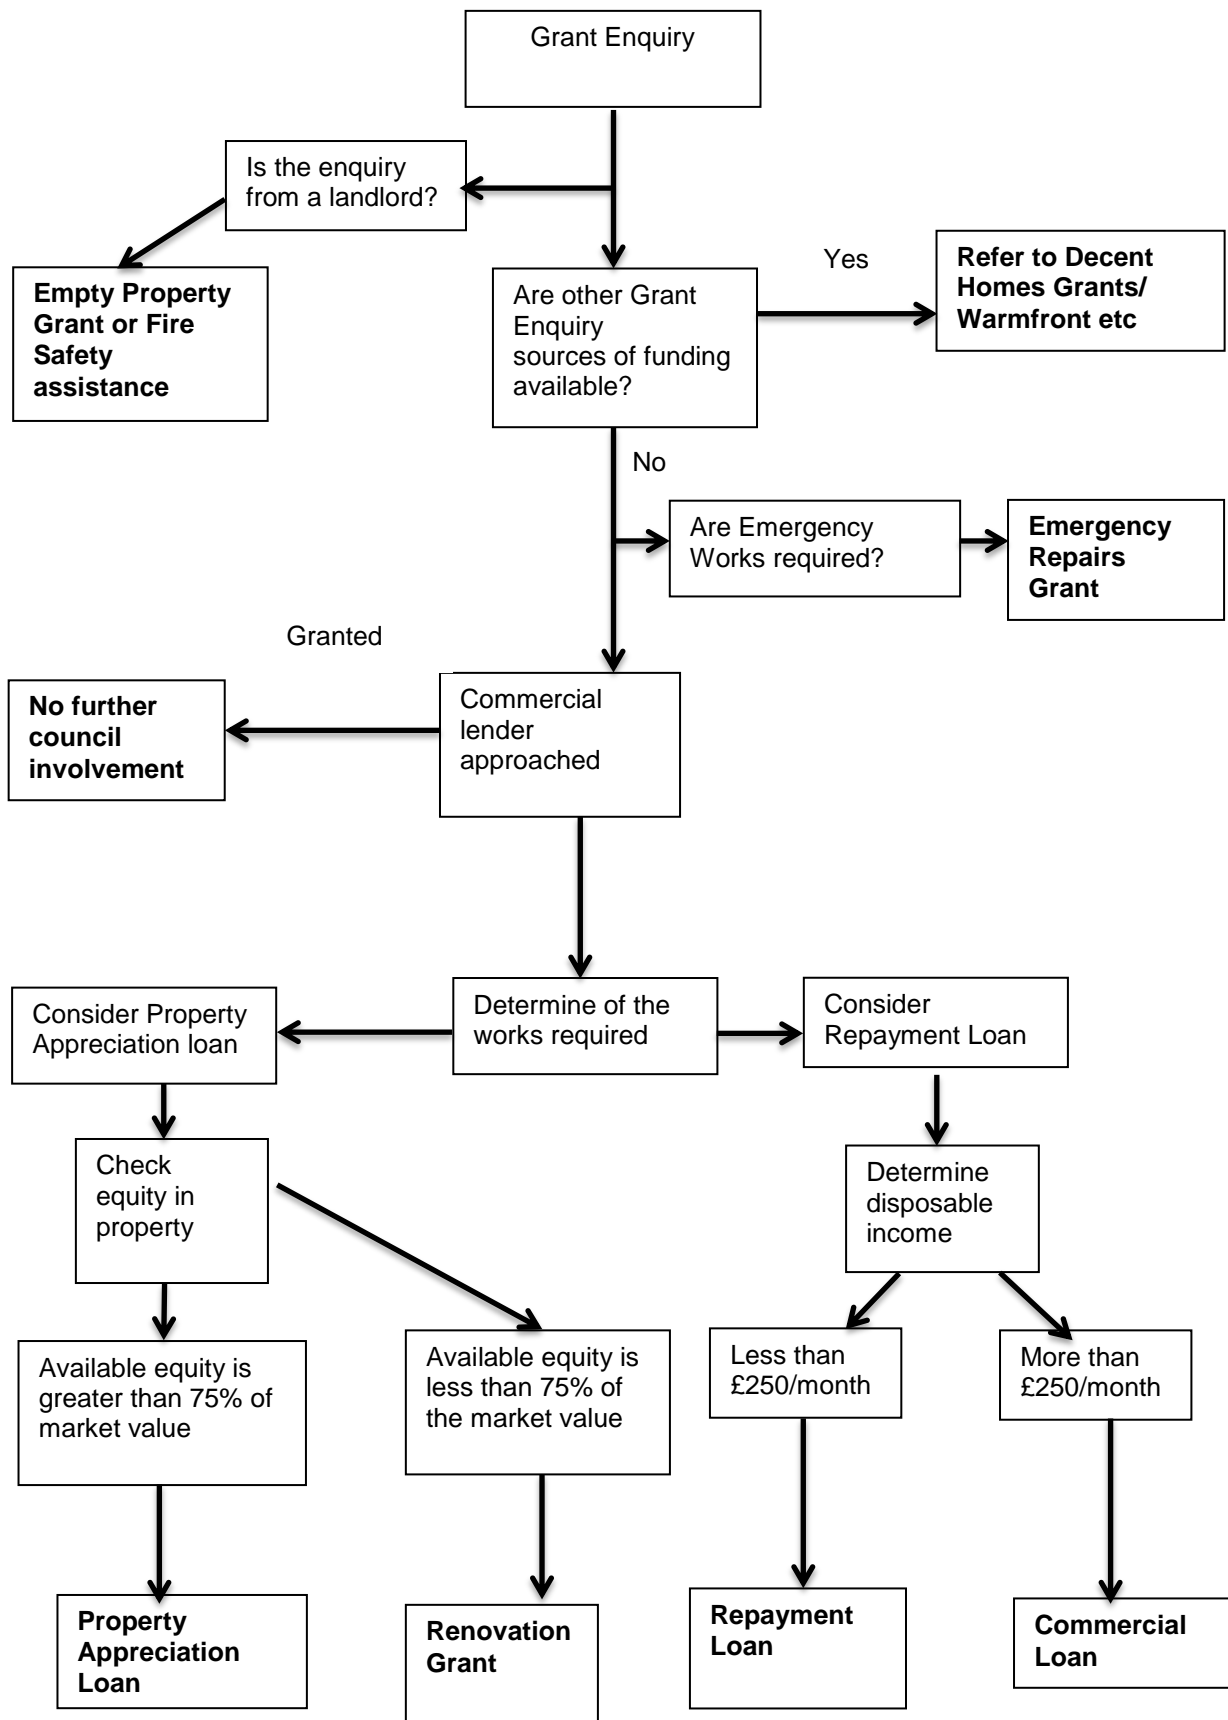 Grant Enquiry
Is the enquiry
from a landlord?
Empty Property
Grant or Fire
Safety
assistance
Are other Grant
Enquiry
sources of funding
available?
Yes
Refer to Decent
Homes Grants/
Warmfront etc
No
Are Emergency
Works required?
Emergency
Repairs
Grant
Granted
No further
council
involvement
Commercial
lender
approached
Consider Property
Appreciation loan
Determine of the
works required
Consider
Repayment Loan
Check
equity in
property
Determine
disposable
income
Available equity is
greater than 75% of
market value
Available equity is
less than 75% of
the market value
Less than
£250/month
More than
£250/month
Property
Appreciation
Loan
Renovation
Grant
Repayment
Loan
Commercial
Loan